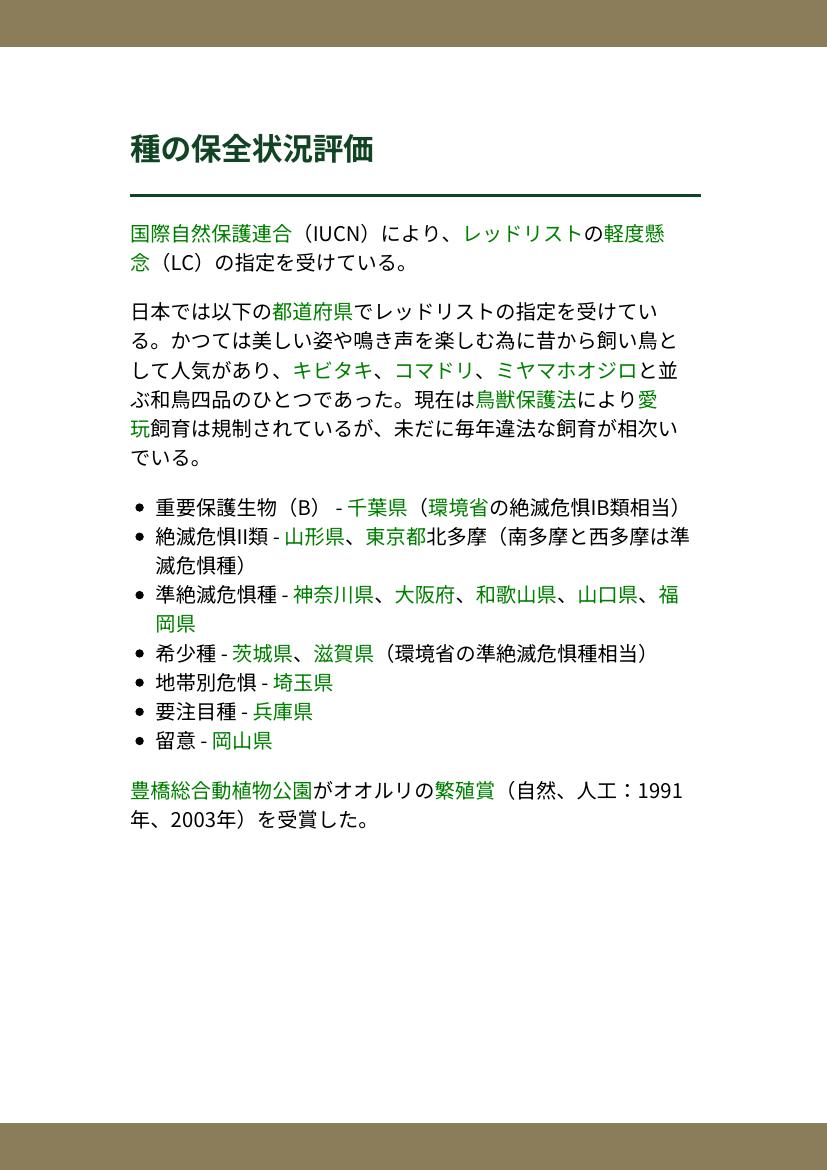 種の保全状況評価
国際自然保護連合（IUCN）により、レッドリストの軽度懸
念（LC）の指定を受けている。
日本では以下の都道府県でレッドリストの指定を受けてい
る。かつては美しい姿や鳴き声を楽しむ為に昔から飼い鳥と
して人気があり、キビタキ、コマドリ、ミヤマホオジロと並
ぶ和鳥四品のひとつであった。現在は鳥獣保護法により愛
玩飼育は規制されているが、未だに毎年違法な飼育が相次い
でいる。
• 重要保護生物（B） - 千葉県（環境省の絶滅危惧IB類相当）
• 絶滅危惧II類 - 山形県、東京都北多摩（南多摩と西多摩は準
滅危惧種）
• 準絶滅危惧種 - 神奈川県、大阪府、和歌山県、山口県、福
岡県
• 希少種 - 茨城県、滋賀県（環境省の準絶滅危惧種相当）
• 地帯別危惧 - 埼玉県
• 要注目種 - 兵庫県
• 留意 - 岡山県
豊橋総合動植物公園がオオルリの繁殖賞（自然、人工：1991
年、2003年）を受賞した。